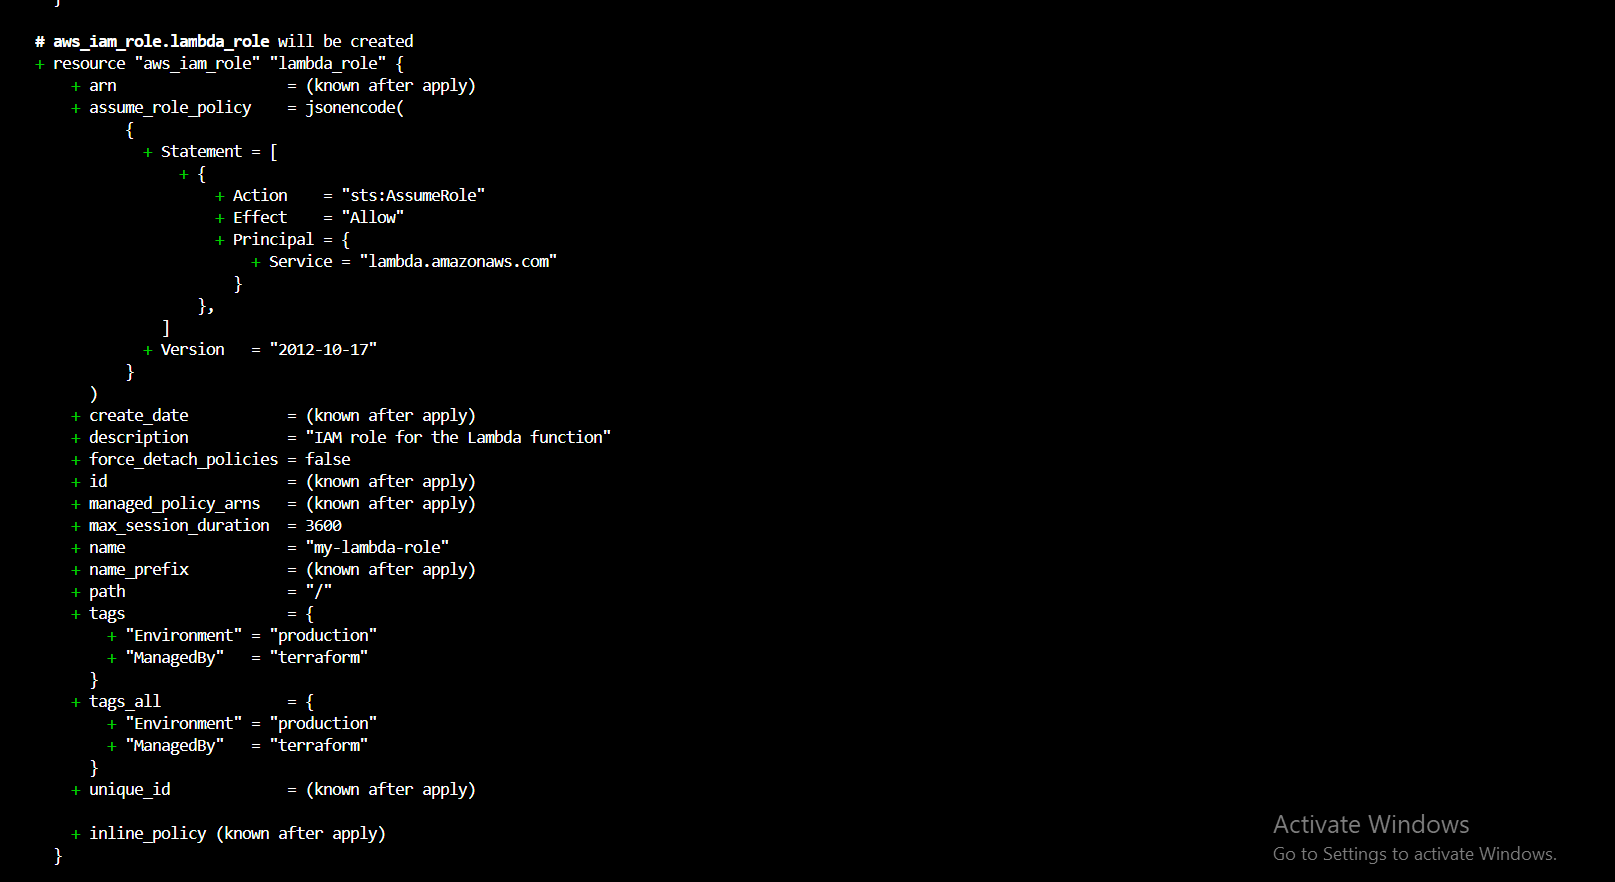 }
# aws_iam_role.lambda_role will be created
+ resource "aws_iam_role" "lambda_role" {
+ arn = (known after apply)
+ assume_role_policy = jsonencode(
{
+ Statement = [
+ {
+ Action = "sts:AssumeRole"
+ Effect = "Allow"
+ Principal = {
+ Service = "lambda.amazonaws.com"
}
},
]
+ Version = "2012-10-17"
}
)
+ create_date = (known after apply)
+ description = "IAM role for the Lambda function"
+ force_detach_policies = false
+ id = (known after apply)
+ managed_policy_arns = (known after apply)
+ max_session_duration = 3600
+ name = "my-lambda-role"
+ name_prefix = (known after apply)
+ path = "/"
+ tags = {
+ "Environment" = "production"
+ "ManagedBy" = "terraform"
}
+ tags_all = {
+ "Environment" = "production"
+ "ManagedBy" = "terraform"
}
+ unique_id = (known after apply)
+ inline_policy (known after apply)
}
Activate Windows
Go to Settings to activate Windows.